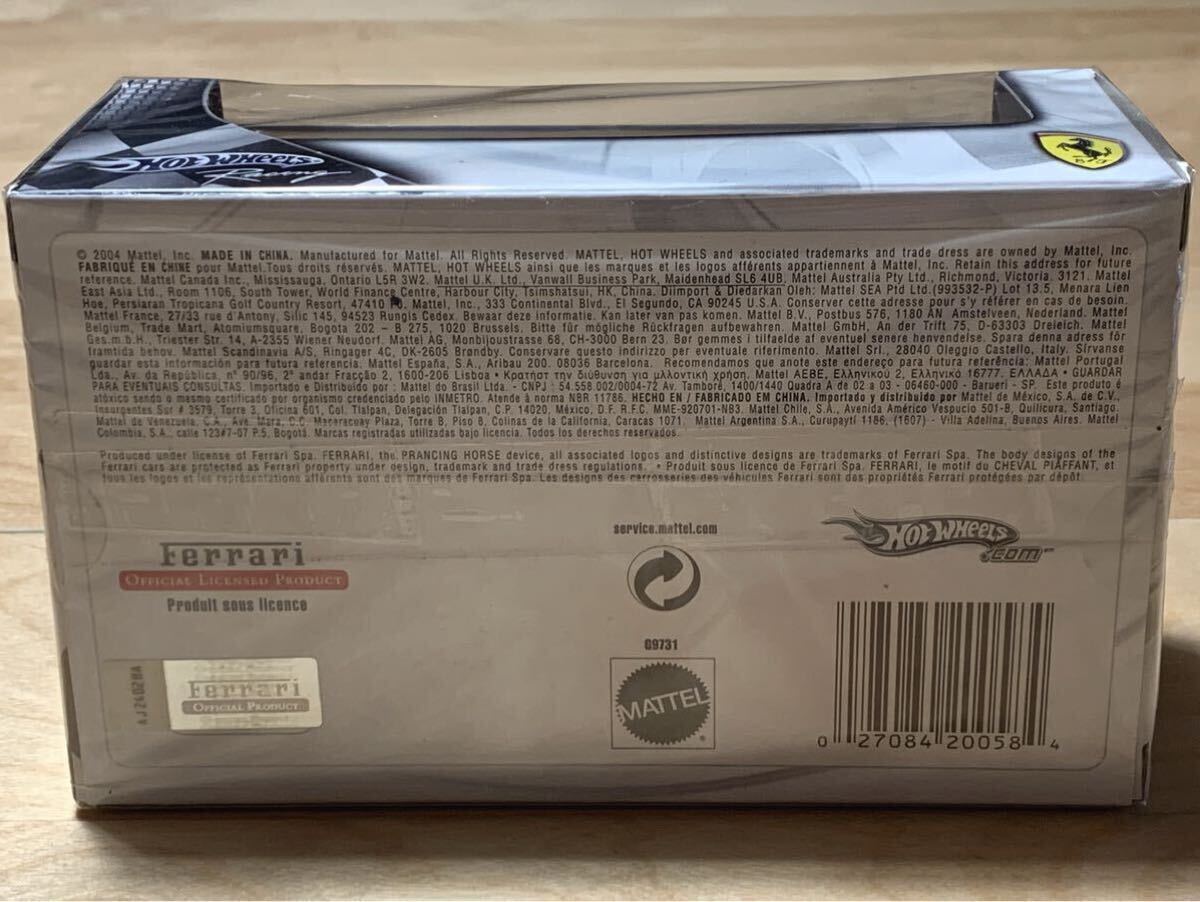 HOT WHEELS
Racing
© 2004 Mattel, Inc. MADE IN CHINA. Manufactured for Mattel. All Rights Reserved. MATTEL, HOT WHEELS and associated trademarks and trade dress are owned by Mattel, Inc.
FABRIQUÉ EN CHINE pour Mattel.Tous droits réservés. MATTEL, HOT WHEELS ainsi que les marques et les logos afférents appartiennent à Mattel, Inc. Retain this address for future
reference. Mattel Canada Inc., Mississauga, Ontario L5R 3W2. Mattel U.K. Ltd., Vanwall Business Park, Maidenhead SL6 4UB. Mattel Australia Pty Ltd., Richmond, Victoria. 3121. Mattel
East Asia Ltd., Room 1106, South Tower, World Finance Centre, Harbour City, Tsimshatsui, HK, China. Diimport & Diedarkan Oleh: Mattel SEA Ptd Ltd.(993532-P) Lot 13.5, Menara Lien
Hoe, Persiaran Tropicana Golf Country Resort, 47410 PJ. Mattel, Inc., 333 Continental Blvd., El Segundo, CA 90245 U.S.A. Conserver cette adresse pour s'y référer en cas de besoin.
Mattel France, 27/33 rue d'Antony, Silic 145, 94523 Rungis Cedex. Bewaar deze informatie. Kan later van pas komen. Mattel B.V., Postbus 576, 1180 AN Amstelveen, Nederland. Mattel
Belgium, Trade Mart, Atomiumsquare, Bogota 202 - B 275, 1020 Brussels. Bitte für mögliche Rückfragen aufbewahren. Mattel GmbH, An der Trift 75, D-63303 Dreieich. Mattel
Ges.m.b.H., Triester Str. 14, A-2355 Wiener Neudorf. Mattel AG, Monbijoustrasse 68, CH-3000 Bern 23. Bør gemmes i tilfælde af eventuel senere henvendelse. Spara denna adress för
framtida behov. Mattel Scandinavia A/S, Ringager 4C, DK-2605 Brøndby. Conservare questo indirizzo per eventuale riferimento. Mattel Srl., 28040 Oleggio Castello, Italy. Sírvanse
guardar esta información para futura referencia: Mattel España, S.A., Aribau 200. 08036 Barcelona. Recomendamos que anote este endereço para futura referência: Mattel Portugal
Lda., Av. da República, nº 90/96, 2º andar Fracção 2, 1600-206 Lisboa • Κρατήστ την διύθυνση για μλλοντική χρήση. Mattel AEBE, Ελληνικού 2, Ελληνικό 16777. ΕΛΛΑΔΑ • GUARDAR
PARA EVENTUAIS CONSULTAS. Importado e Distribuído por : Mattel do Brasil Ltda. - CNPJ : 54.558.002/0004-72 Av. Tamboré, 1400/1440 Quadra A de 02 a 03 - 06460-000 - Barueri - SP. Este produto é
atóxico sendo o mesmo certificado por organismo credenciado pelo INMETRO. Atende à norma NBR 11786. HECHO EN / FABRICADO EM CHINA. Importado y distribuido por Mattel de México, S.A. de C.V.,
Insurgentes Sur # 3579, Torre 3, Oficina 601, Col. Tlalpan, Delegación Tlalpan, C.P. 14020, México, D.F. R.F.C. MME-920701-NB3. Mattel Chile, S.A., Avenida Américo Vespucio 501-B, Quilicura, Santiago.
Mattel de Venezuela, C.A., Ave. Mara, C.C. Macaracuay Plaza, Torre B, Piso 8, Colinas de la California, Caracas 1071. Mattel Argentina S.A., Curupaytí 1186, (1607) - Villa Adelina, Buenos Aires. Mattel
Colombia, S.A., calle 123#7-07 P.5, Bogotá. Marcas registradas utilizadas bajo licencia. Todos los derechos reservados.
Produced under license of Ferrari Spa. FERRARI, the PRANCING HORSE device, all associated logos and distinctive designs are trademarks of Ferrari Spa. The body designs of the
Ferrari cars are protected as Ferrari property under design, trademark and trade dress regulations. • Produit sous licence de Ferrari Spa. FERRARI, le motif du CHEVAL PIAFFANT, et
tous les logos et les représentations afférents sont des marques de Ferrari Spa. Les designs des carrosseries des véhicules Ferrari sont des propriétés Ferrari protégées par dépôt.
Ferrari
OFFICIAL LICENSED PRODUCT
Produit sous licence
service.mattel.com
HOT WHEELS
.com™
G9731
MATTEL
®
Ferrari
OFFICIAL PRODUCT
0 27084 20058 4